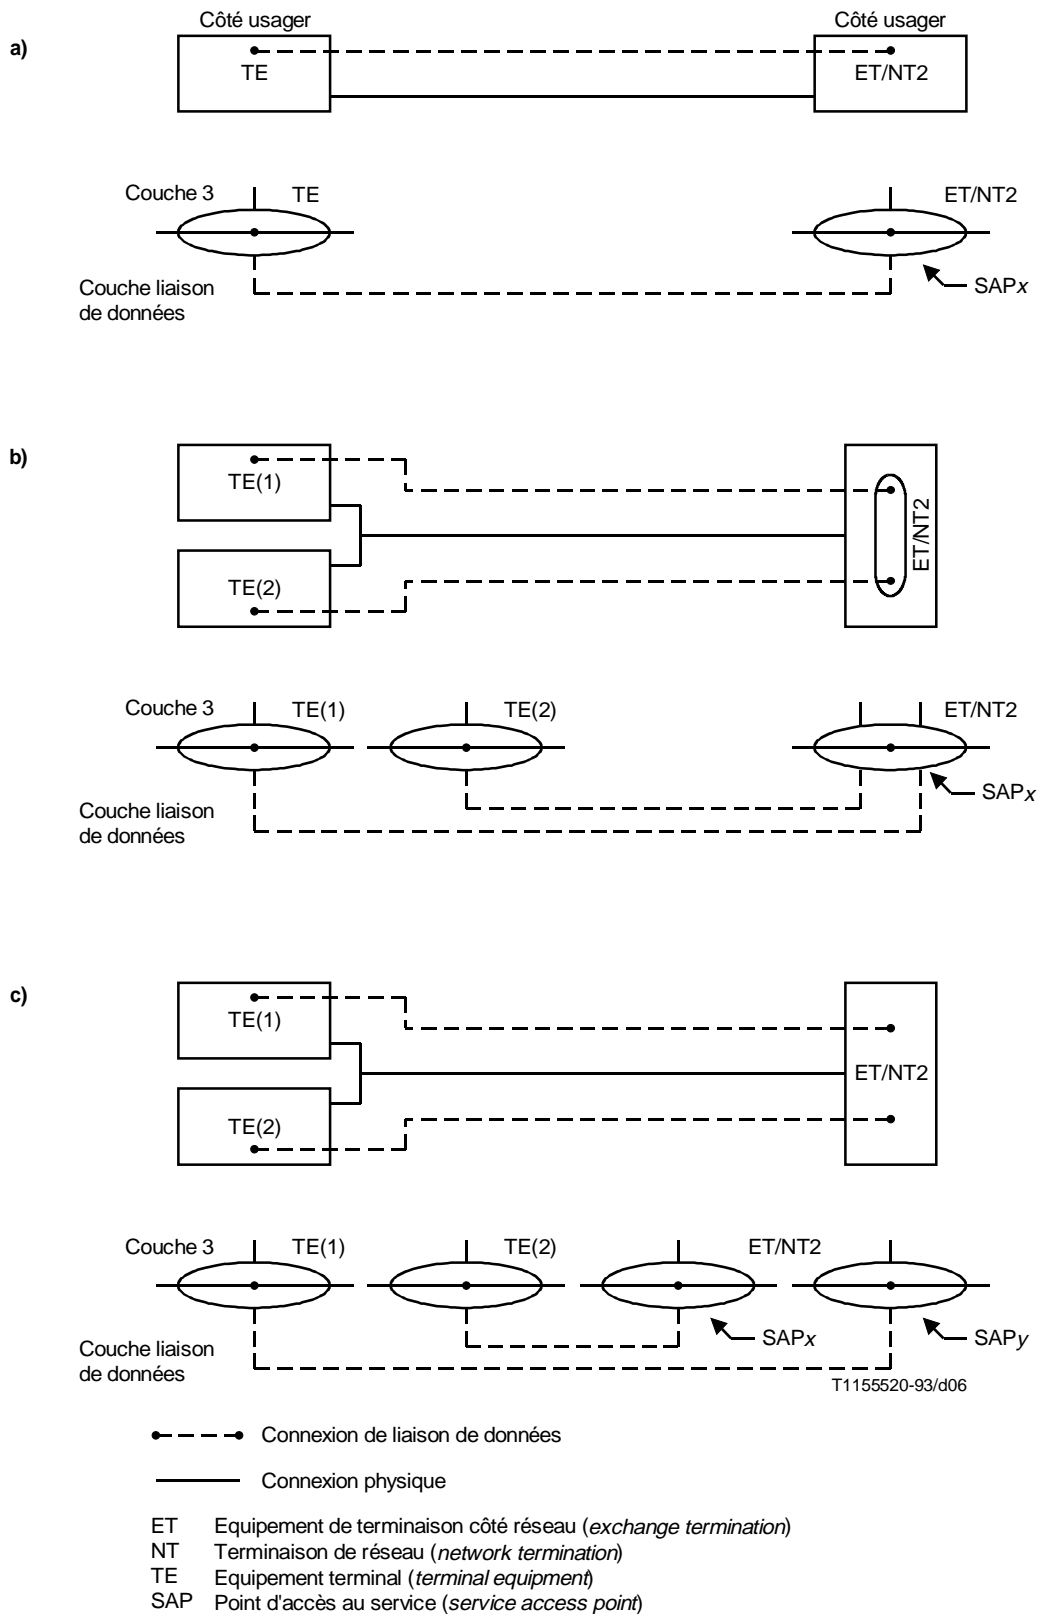 Côté usager
Côté usager
a)
TE
ET/NT2
Couche 3
TE
ET/NT2
SAPx
Couche liaison
de données
b)
TE(1)
TE(2)
ET/NT2
Couche 3
TE(1)
TE(2)
ET/NT2
SAPx
Couche liaison
de données
c)
TE(1)
TE(2)
ET/NT2
Couche 3
TE(1)
TE(2)
ET/NT2
SAPx
SAPy
Couche liaison
de données
T1155520-93/d06
Connexion de liaison de données
Connexion physique
ET Equipement de terminaison côté réseau (exchange termination)
NT Terminaison de réseau (network termination)
TE Equipement terminal (terminal equipment)
SAP Point d'accès au service (service access point)